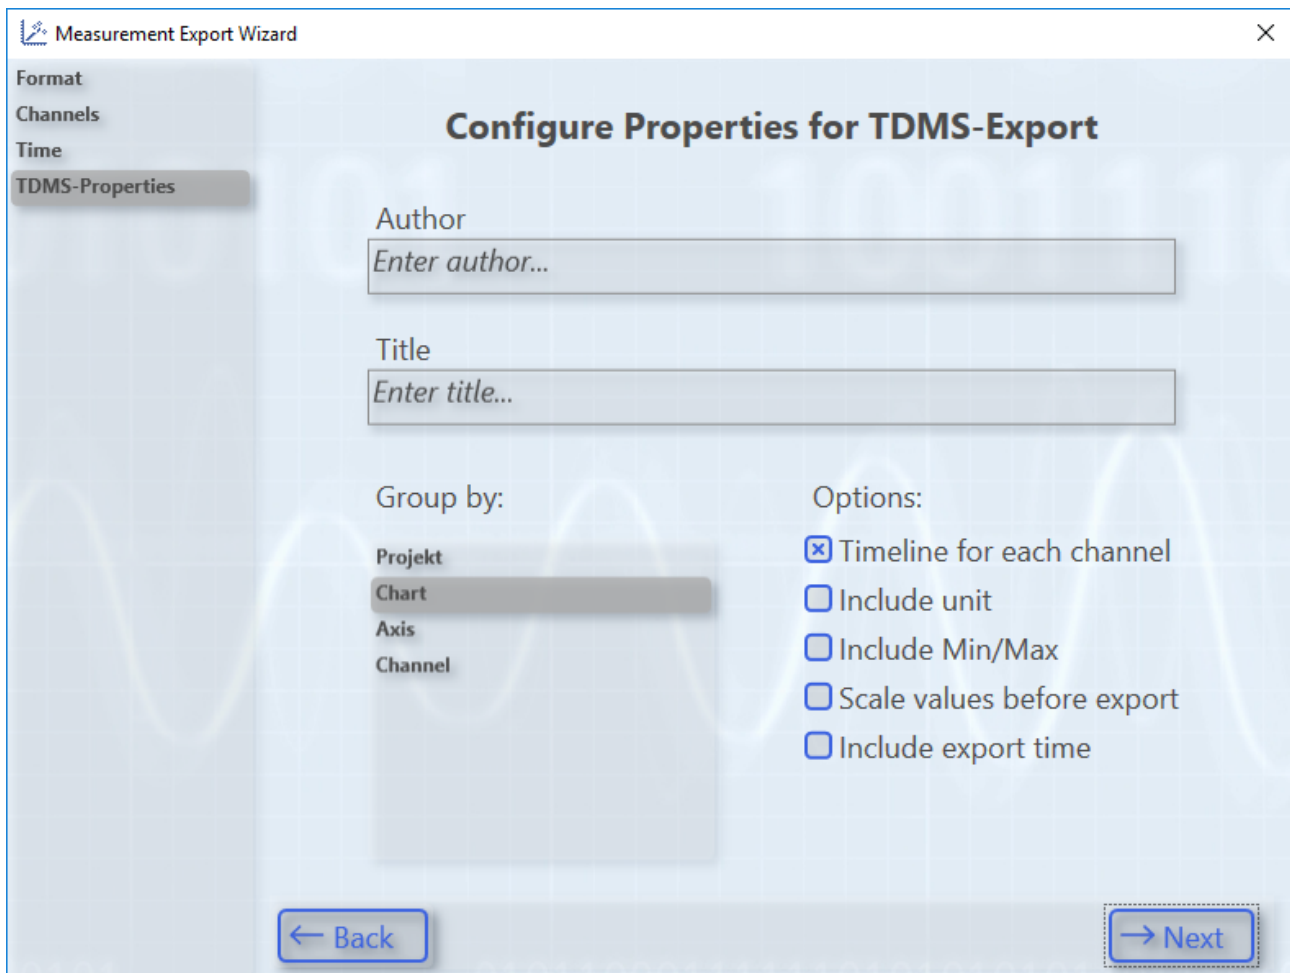 Measurement Export Wizard
Format
Channels
Time
TDMS-Properties
Configure Properties for TDMS-Export
Author
Enter author...
Title
Enter title...
Group by:
Projekt
Chart
Axis
Channel
Options:
Timeline for each channel
Include unit
Include Min/Max
Scale values before export
Include export time
← Back
→ Next